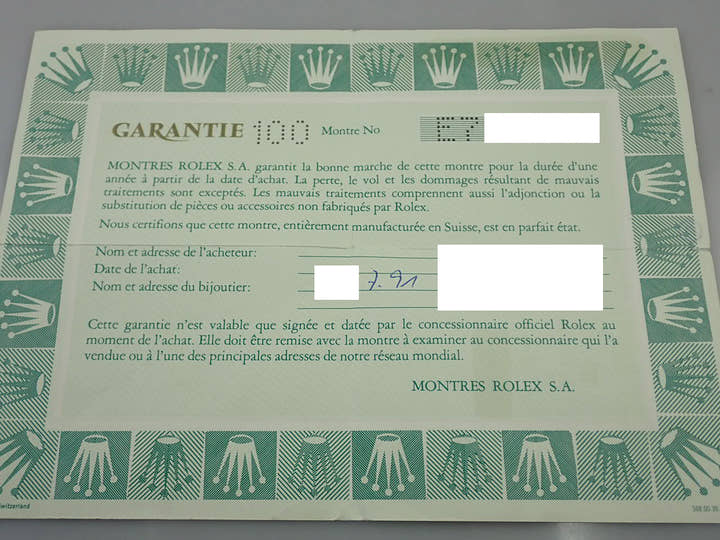 GARANTIE 100 Montre No E7
MONTRES ROLEX S.A. garantit la bonne marche de cette montre pour la durée d'une
année à partir de la date d'achat. La perte, le vol et les dommages résultant de mauvais
traitements sont exceptés. Les mauvais traitements comprennent aussi l'adjonction ou la
substitution de pièces ou accessoires non fabriqués par Rolex.
Nous certifions que cette montre, entièrement manufacturée en Suisse, est en parfait état.
Nom et adresse de l'acheteur:
Date de l'achat: 7.91
Nom et adresse du bijoutier:
Cette garantie n'est valable que signée et datée par le concessionnaire officiel Rolex au
moment de l'achat. Elle doit être remise avec la montre à examiner au concessionnaire qui l'a
vendue ou à l'une des principales adresses de notre réseau mondial.
MONTRES ROLEX S.A.
witzerland